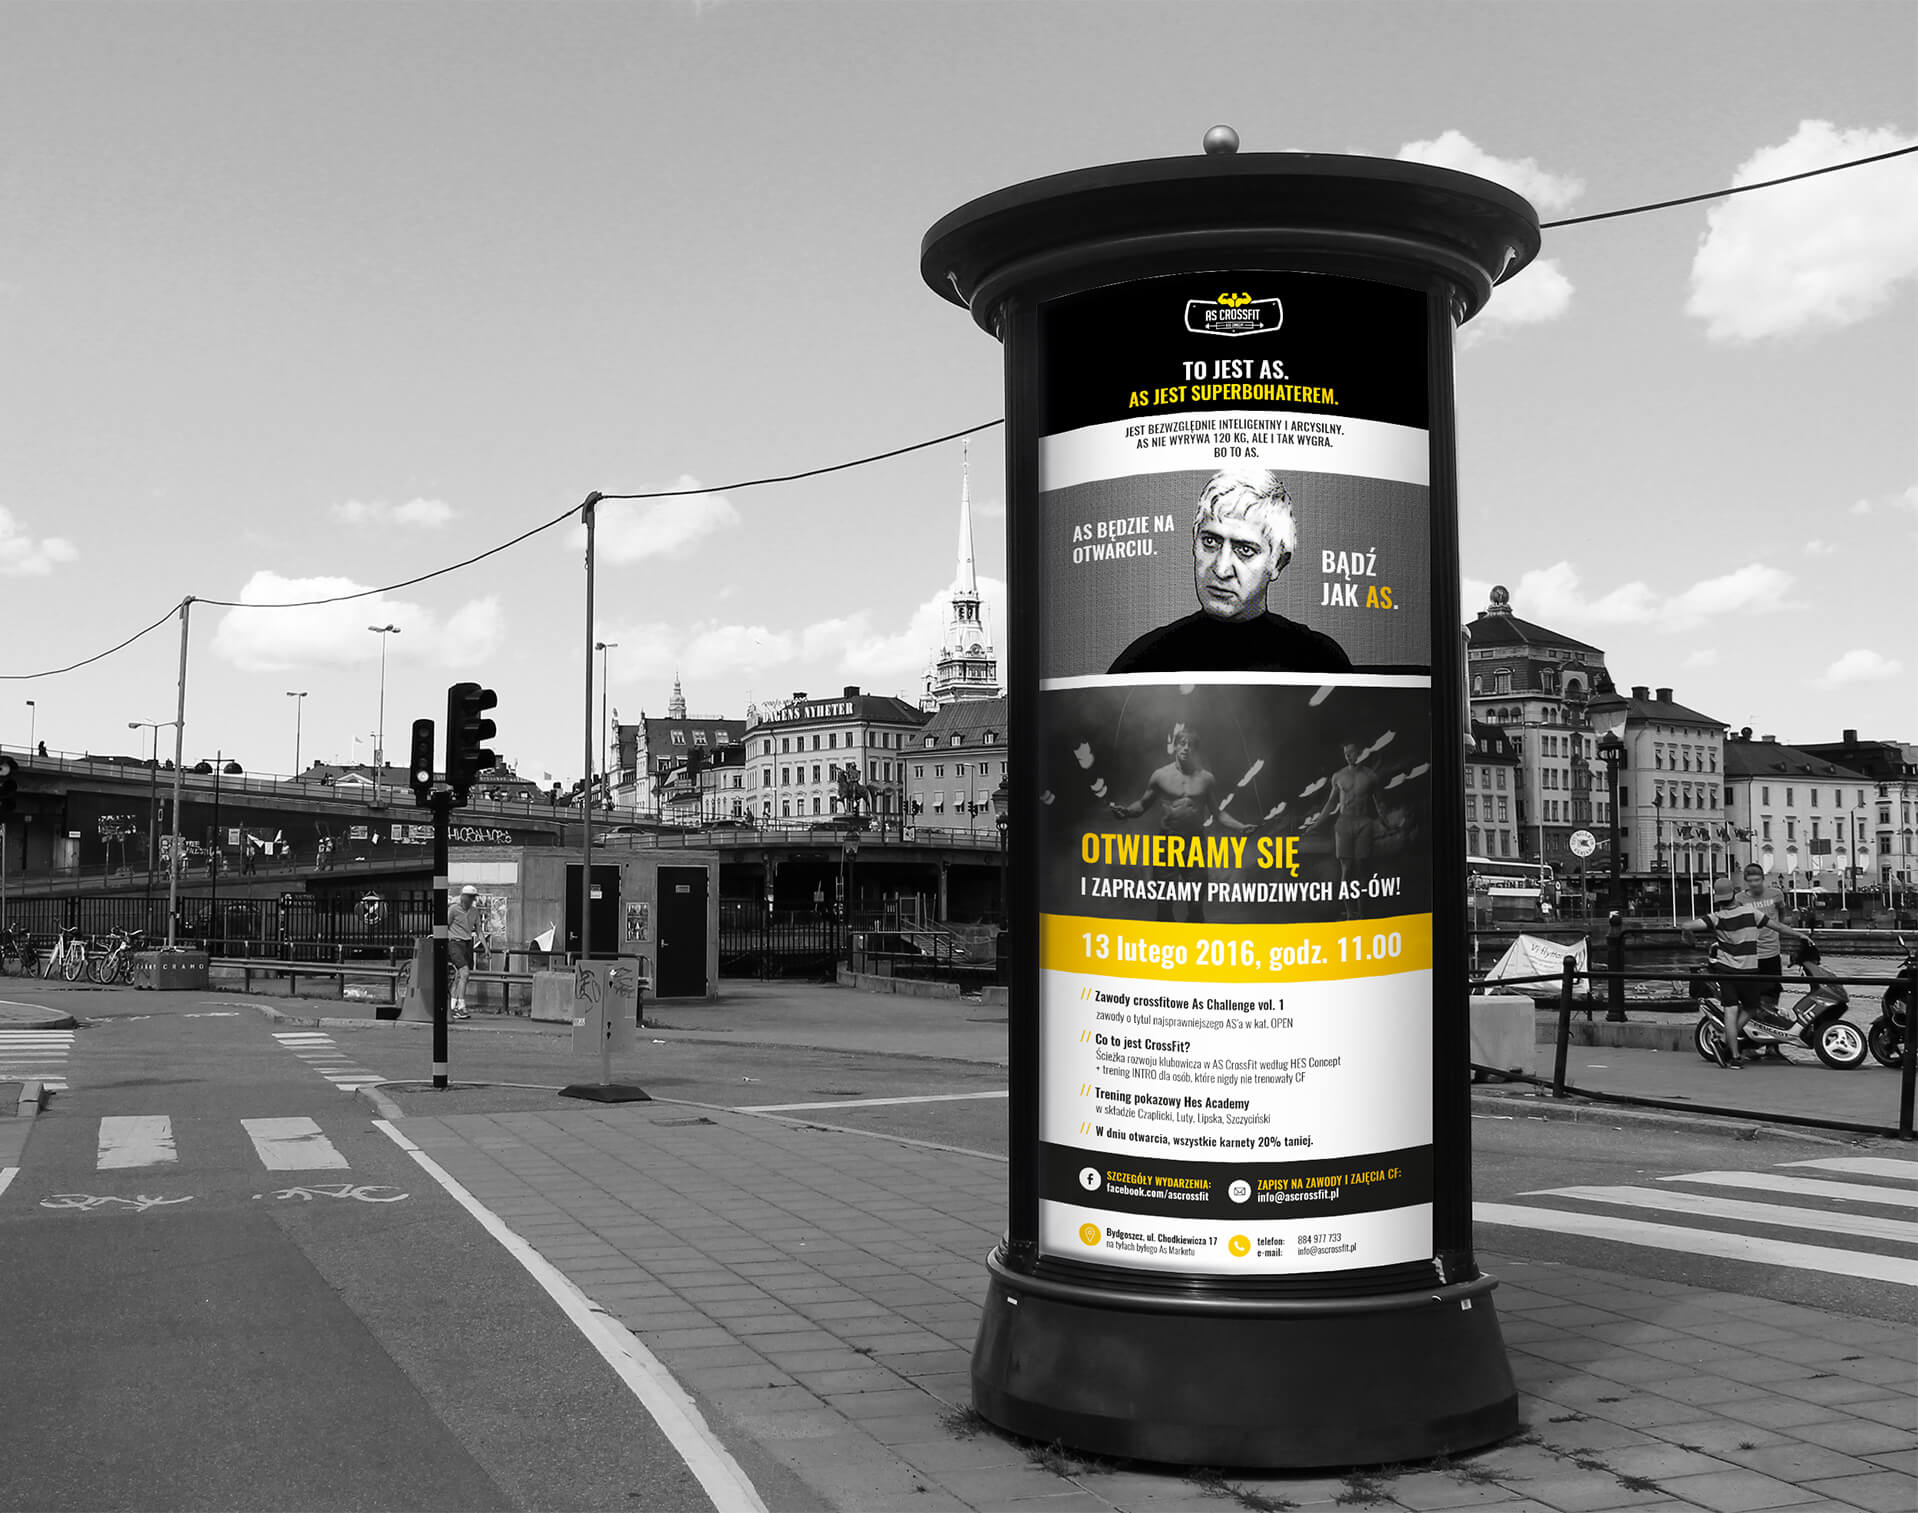 AS CROSSFIT
TO JEST AS.
AS JEST SUPERBOHATEREM.
JEST BEZWZGLĘDNIE INTELIGENTNY I ARCYSILNY.
AS NIE WYRYWA 120 KG, ALE I TAK WYGRA.
BO TO AS.
AS BĘDZIE NA
OTWARCIU.
BĄDŹ
JAK AS.
OTWIERAMY SIĘ
I ZAPRASZAMY PRAWDZIWYCH AS-ÓW!
13 lutego 2016, godz. 11.00
// Zawody crossfitowe As Challenge vol. 1
zawody o tytuł najsprawniejszego AS'a w kat. OPEN
// Co to jest CrossFit?
Ścieżka rozwoju klubowicza w AS CrossFit według HES Concept
+ trening INTRO dla osób, które nigdy nie trenowały CF
// Trening pokazowy Hes Academy
w składzie Czaplicki, Luty, Lipska, Szczyciński
// W dniu otwarcia, wszystkie karnety 20% taniej.
SZCZEGÓŁY WYDARZENIA:
facebook.com/ascrossfit
ZAPISY NA ZAWODY I ZAJĘCIA CF:
info@ascrossfit.pl
Bydgoszcz, ul. Chodkiewicza 17
na tyłach byłego As Marketu
telefon: 884 977 733
e-mail: info@ascrossfit.pl
DAGENS NYHETER
CRAMO
PEUGEOT